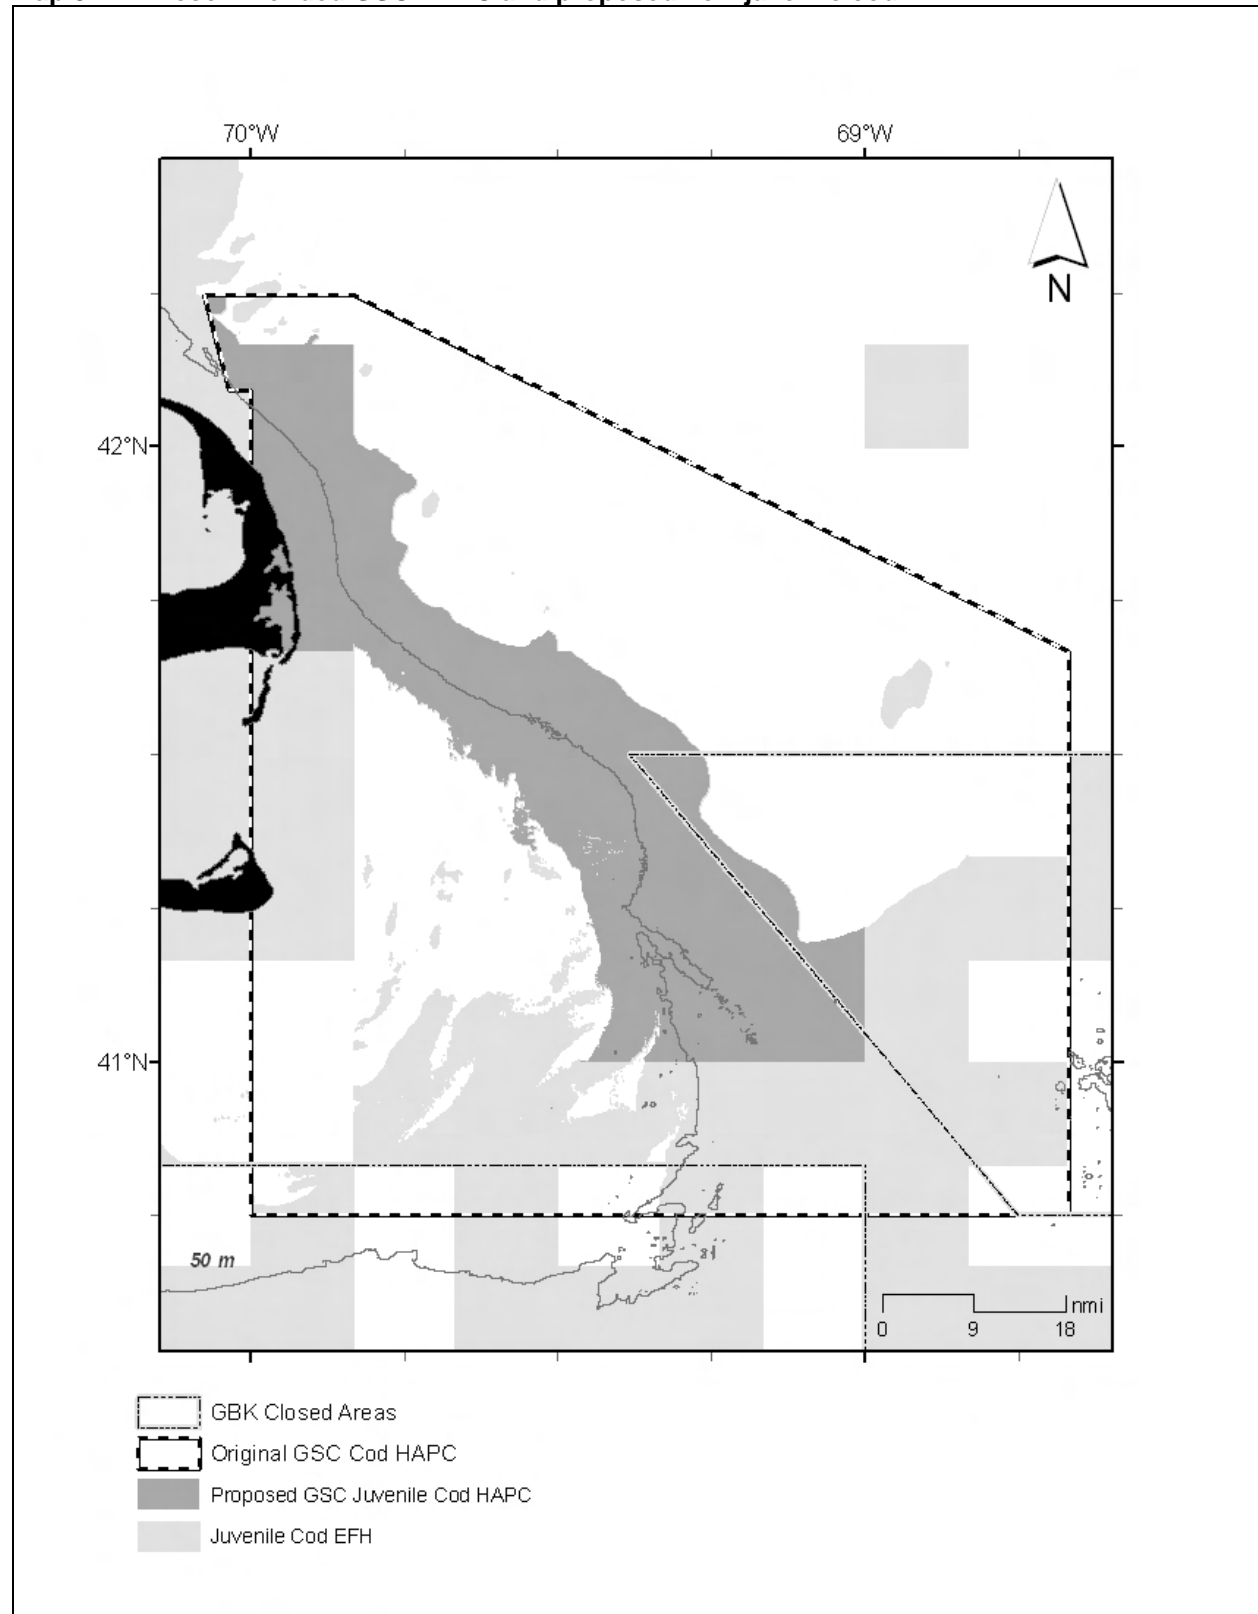 70°W 69°W
N
42°N
41°N
50 m
nmi
0 9 18
GBK Closed Areas
Original GSC Cod HAPC
Proposed GSC Juvenile Cod HAPC
Juvenile Cod EFH